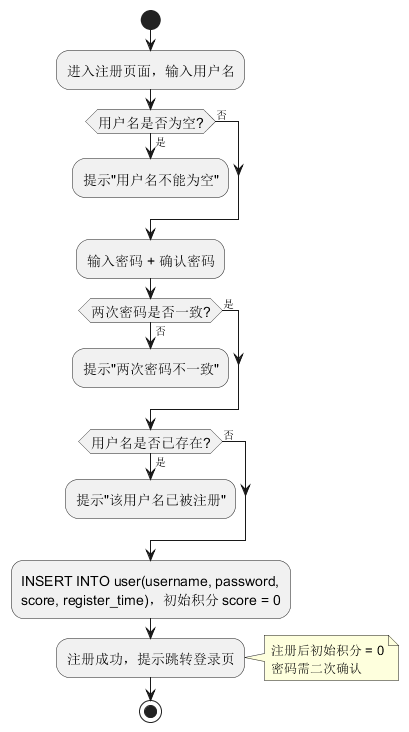 进入注册页面，输入用户名
用户名是否为空?
否
是
提示"用户名不能为空"
输入密码 + 确认密码
两次密码是否一致?
是
否
提示"两次密码不一致"
用户名是否已存在?
否
是
提示"该用户名已被注册"
INSERT INTO user(username, password,
score, register_time)，初始积分 score = 0
注册成功，提示跳转登录页
注册后初始积分 = 0
密码需二次确认